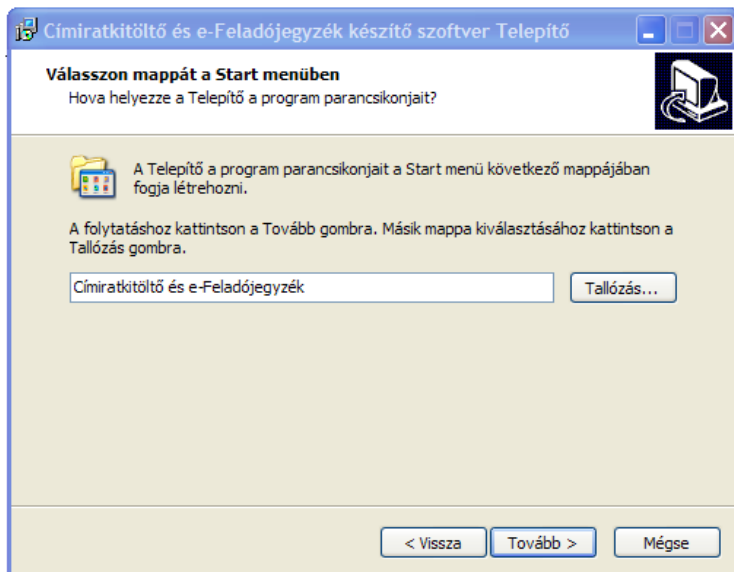 Címiratkitöltő és e-Feladójegyzék készítő szoftver Telepítő
Válasszon mappát a Start menüben
Hova helyezze a Telepítő a program parancsikonjait?
A Telepítő a program parancsikonjait a Start menü következő mappájában
fogja létrehozni.
A folytatáshoz kattintson a Tovább gombra. Másik mappa kiválasztásához kattintson a
Tallózás gombra.
Címiratkitöltő és e-Feladójegyzék
Tallózás...
< Vissza
Tovább >
Mégse